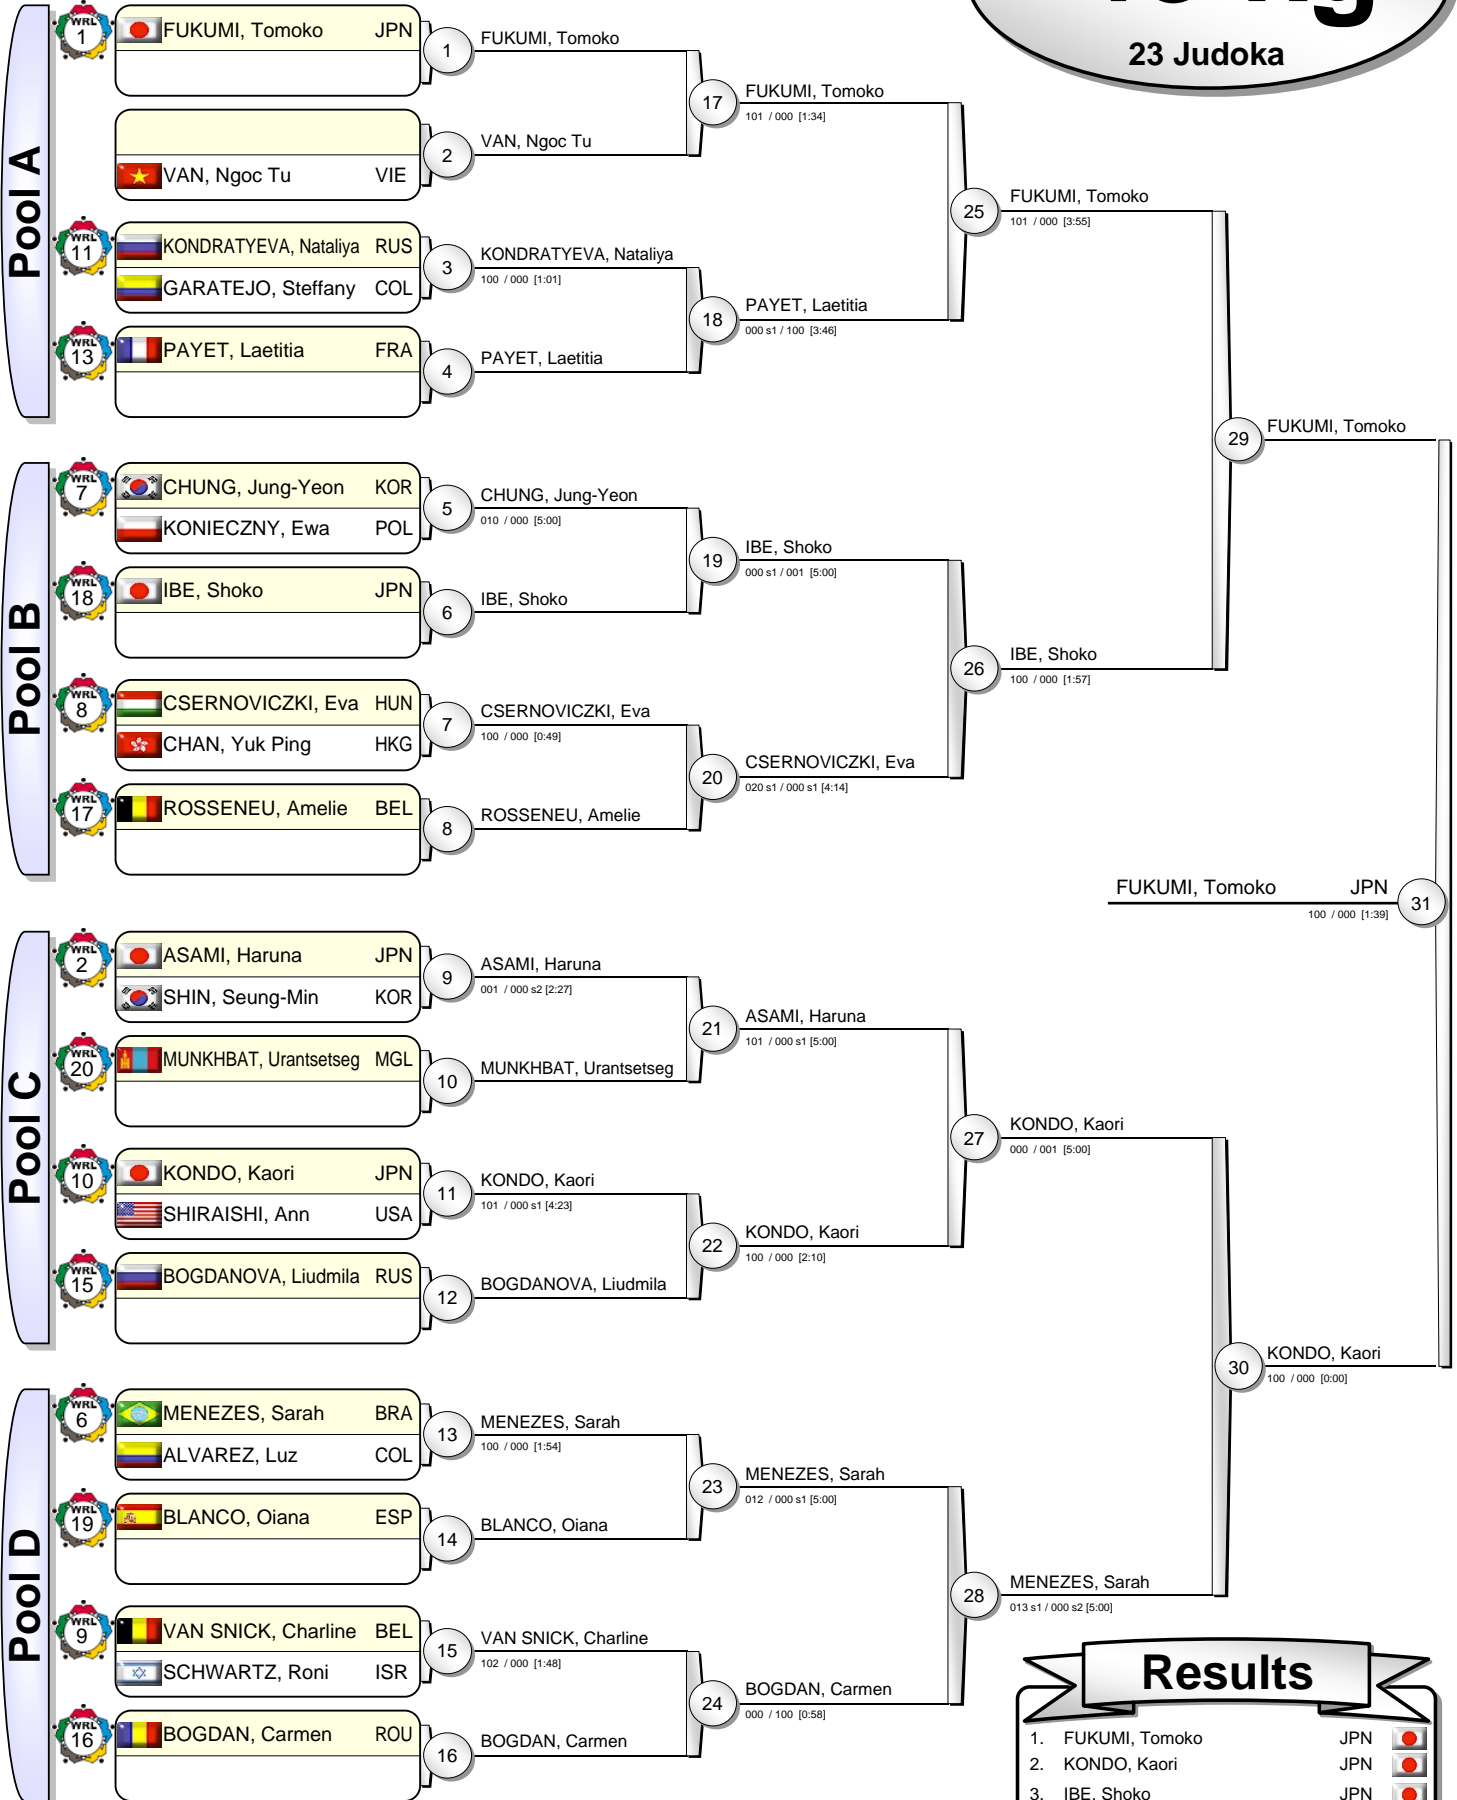 23 Judoka
Pool A
WRL 1
FUKUMI, Tomoko JPN
VAN, Ngoc Tu VIE
WRL 11
KONDRATYEVA, Nataliya RUS
GARATEJO, Steffany COL
WRL 13
PAYET, Laetitia FRA
1
FUKUMI, Tomoko
2
VAN, Ngoc Tu
3
KONDRATYEVA, Nataliya
100 / 000 [1:01]
4
PAYET, Laetitia
17
FUKUMI, Tomoko
101 / 000 [1:34]
18
PAYET, Laetitia
000 s1 / 100 [3:46]
25
FUKUMI, Tomoko
101 / 000 [3:55]
Pool B
WRL 7
CHUNG, Jung-Yeon KOR
KONIECZNY, Ewa POL
WRL 18
IBE, Shoko JPN
WRL 8
CSERNOVICZKI, Eva HUN
CHAN, Yuk Ping HKG
WRL 17
ROSSENEU, Amelie BEL
5
CHUNG, Jung-Yeon
010 / 000 [5:00]
6
IBE, Shoko
7
CSERNOVICZKI, Eva
100 / 000 [0:49]
8
ROSSENEU, Amelie
19
IBE, Shoko
000 s1 / 001 [5:00]
20
CSERNOVICZKI, Eva
020 s1 / 000 s1 [4:14]
26
IBE, Shoko
100 / 000 [1:57]
29
FUKUMI, Tomoko
FUKUMI, Tomoko JPN
31
100 / 000 [1:39]
Pool C
WRL 2
ASAMI, Haruna JPN
SHIN, Seung-Min KOR
WRL 20
MUNKHBAT, Urantsetseg MGL
WRL 10
KONDO, Kaori JPN
SHIRAISHI, Ann USA
WRL 15
BOGDANOVA, Liudmila RUS
9
ASAMI, Haruna
001 / 000 s2 [2:27]
10
MUNKHBAT, Urantsetseg
11
KONDO, Kaori
101 / 000 s1 [4:23]
12
BOGDANOVA, Liudmila
21
ASAMI, Haruna
101 / 000 s1 [5:00]
22
KONDO, Kaori
100 / 000 [2:10]
27
KONDO, Kaori
000 / 001 [5:00]
30
KONDO, Kaori
100 / 000 [0:00]
Pool D
WRL 6
MENEZES, Sarah BRA
ALVAREZ, Luz COL
WRL 19
BLANCO, Oiana ESP
WRL 9
VAN SNICK, Charline BEL
SCHWARTZ, Roni ISR
WRL 16
BOGDAN, Carmen ROU
13
MENEZES, Sarah
100 / 000 [1:54]
14
BLANCO, Oiana
15
VAN SNICK, Charline
102 / 000 [1:48]
16
BOGDAN, Carmen
23
MENEZES, Sarah
012 / 000 s1 [5:00]
24
BOGDAN, Carmen
000 / 100 [0:58]
28
MENEZES, Sarah
013 s1 / 000 s2 [5:00]
Results
1. FUKUMI, Tomoko JPN
2. KONDO, Kaori JPN
3. IBE, Shoko JPN